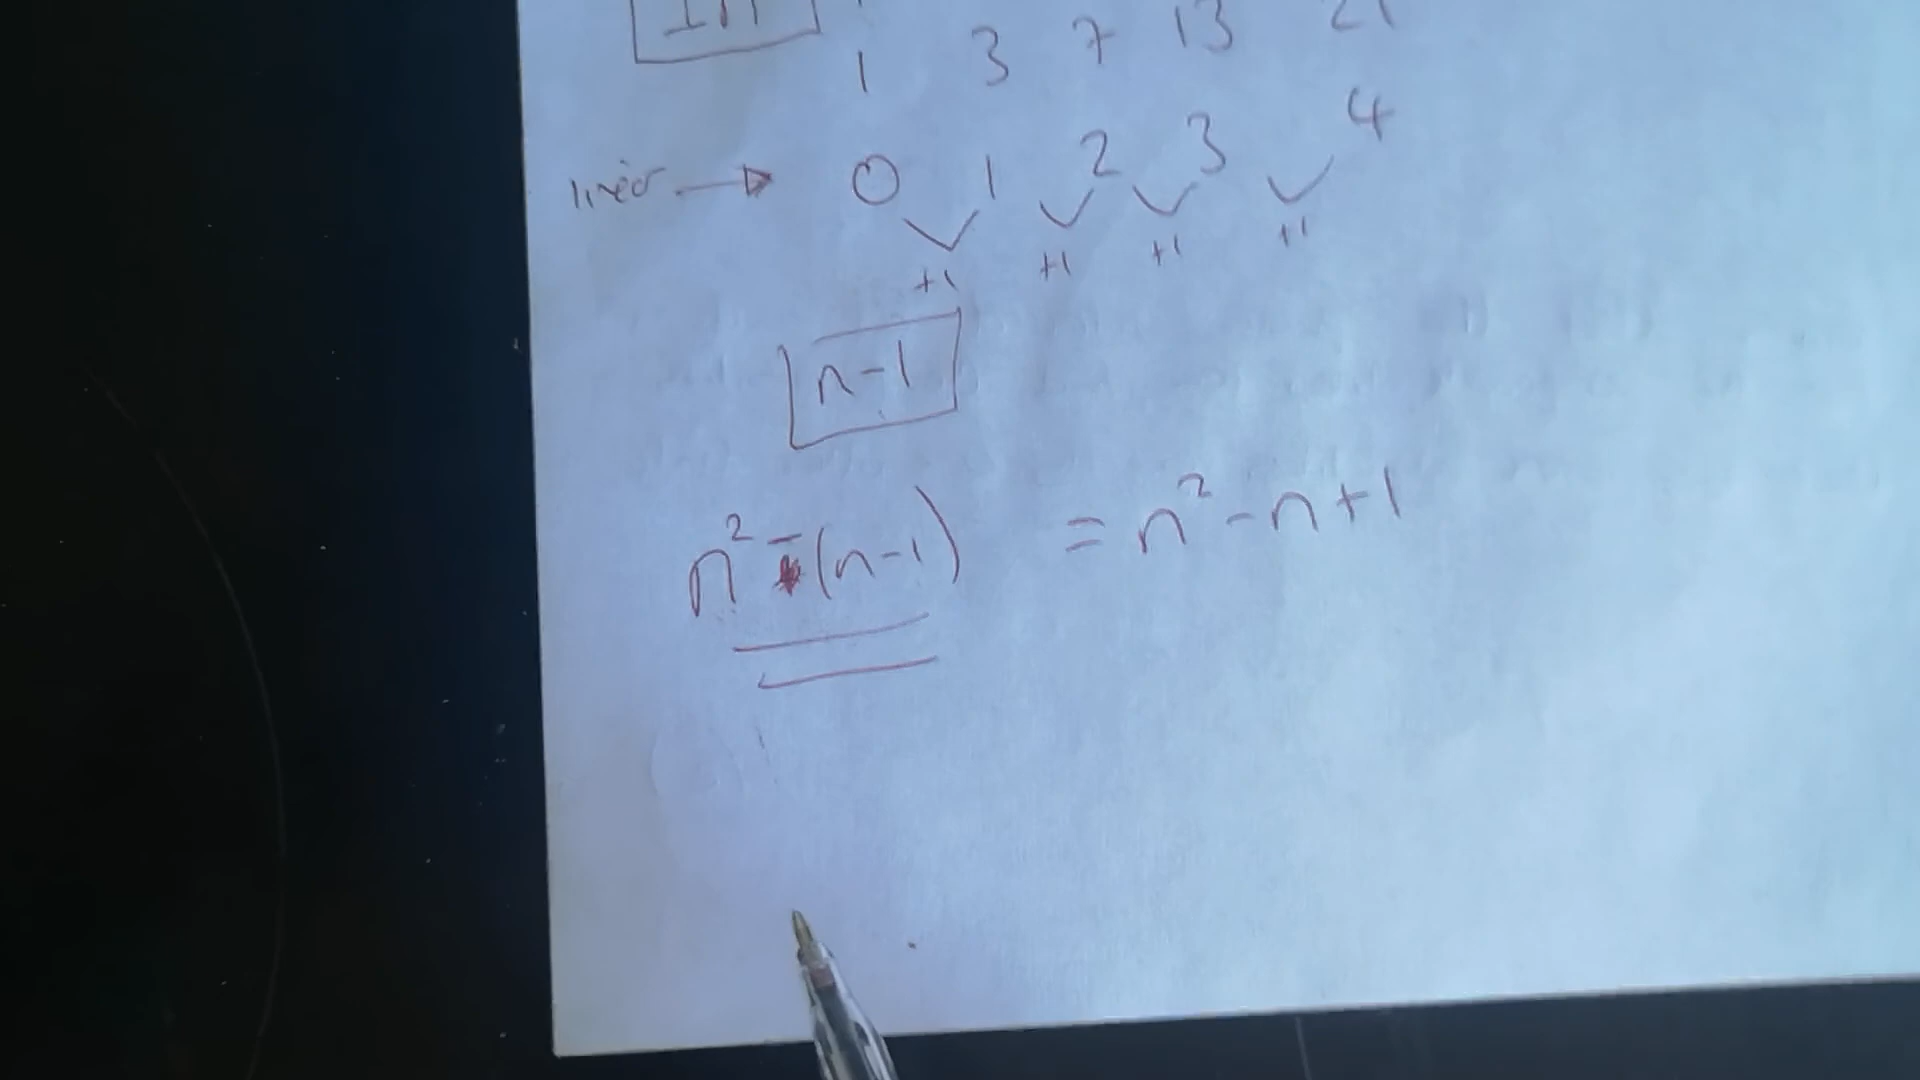 1 3 7 13 21
linear → 0 1 2 3 4
+1 +1 +1 +1
n-1
n² -(n-1) = n² - n + 1